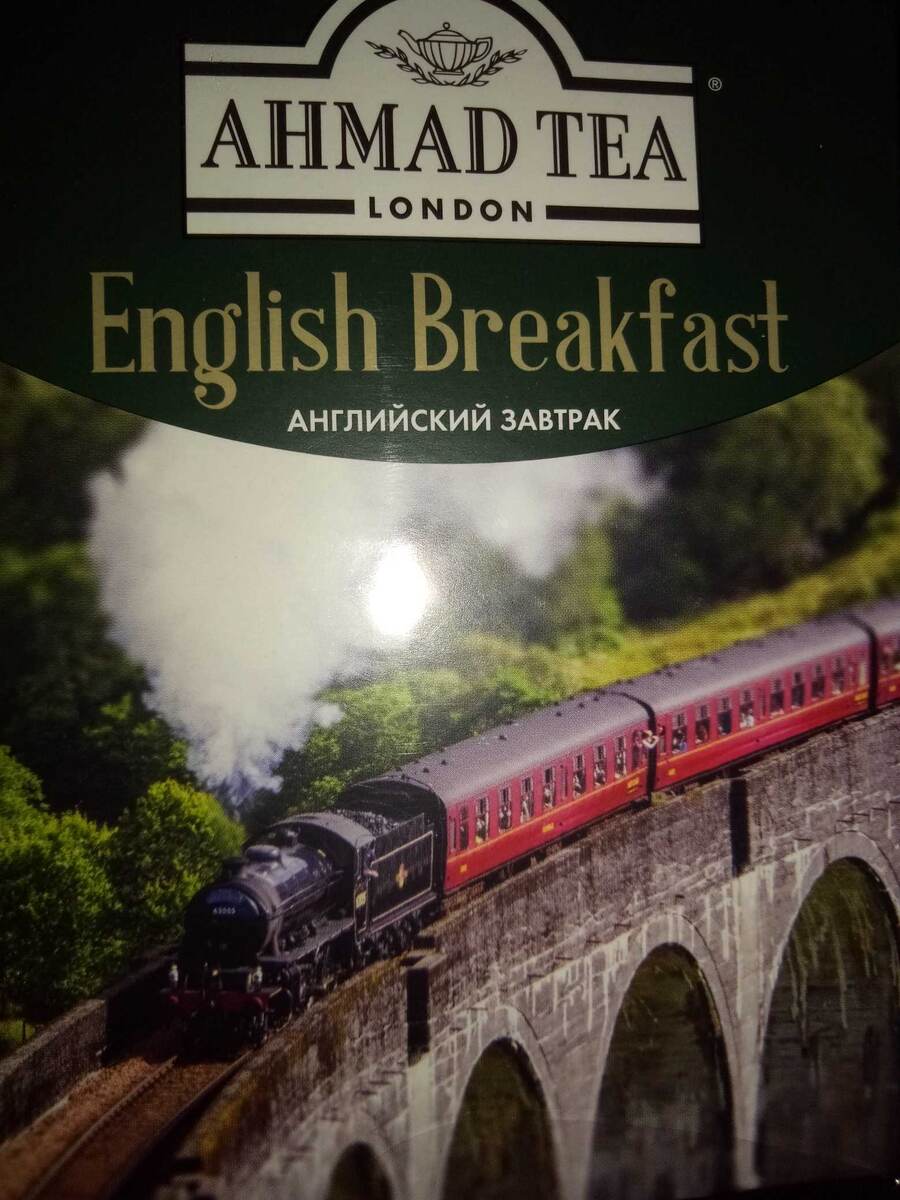 AHMAD TEA
®
LONDON
English Breakfast
АНГЛИЙСКИЙ ЗАВТРАК